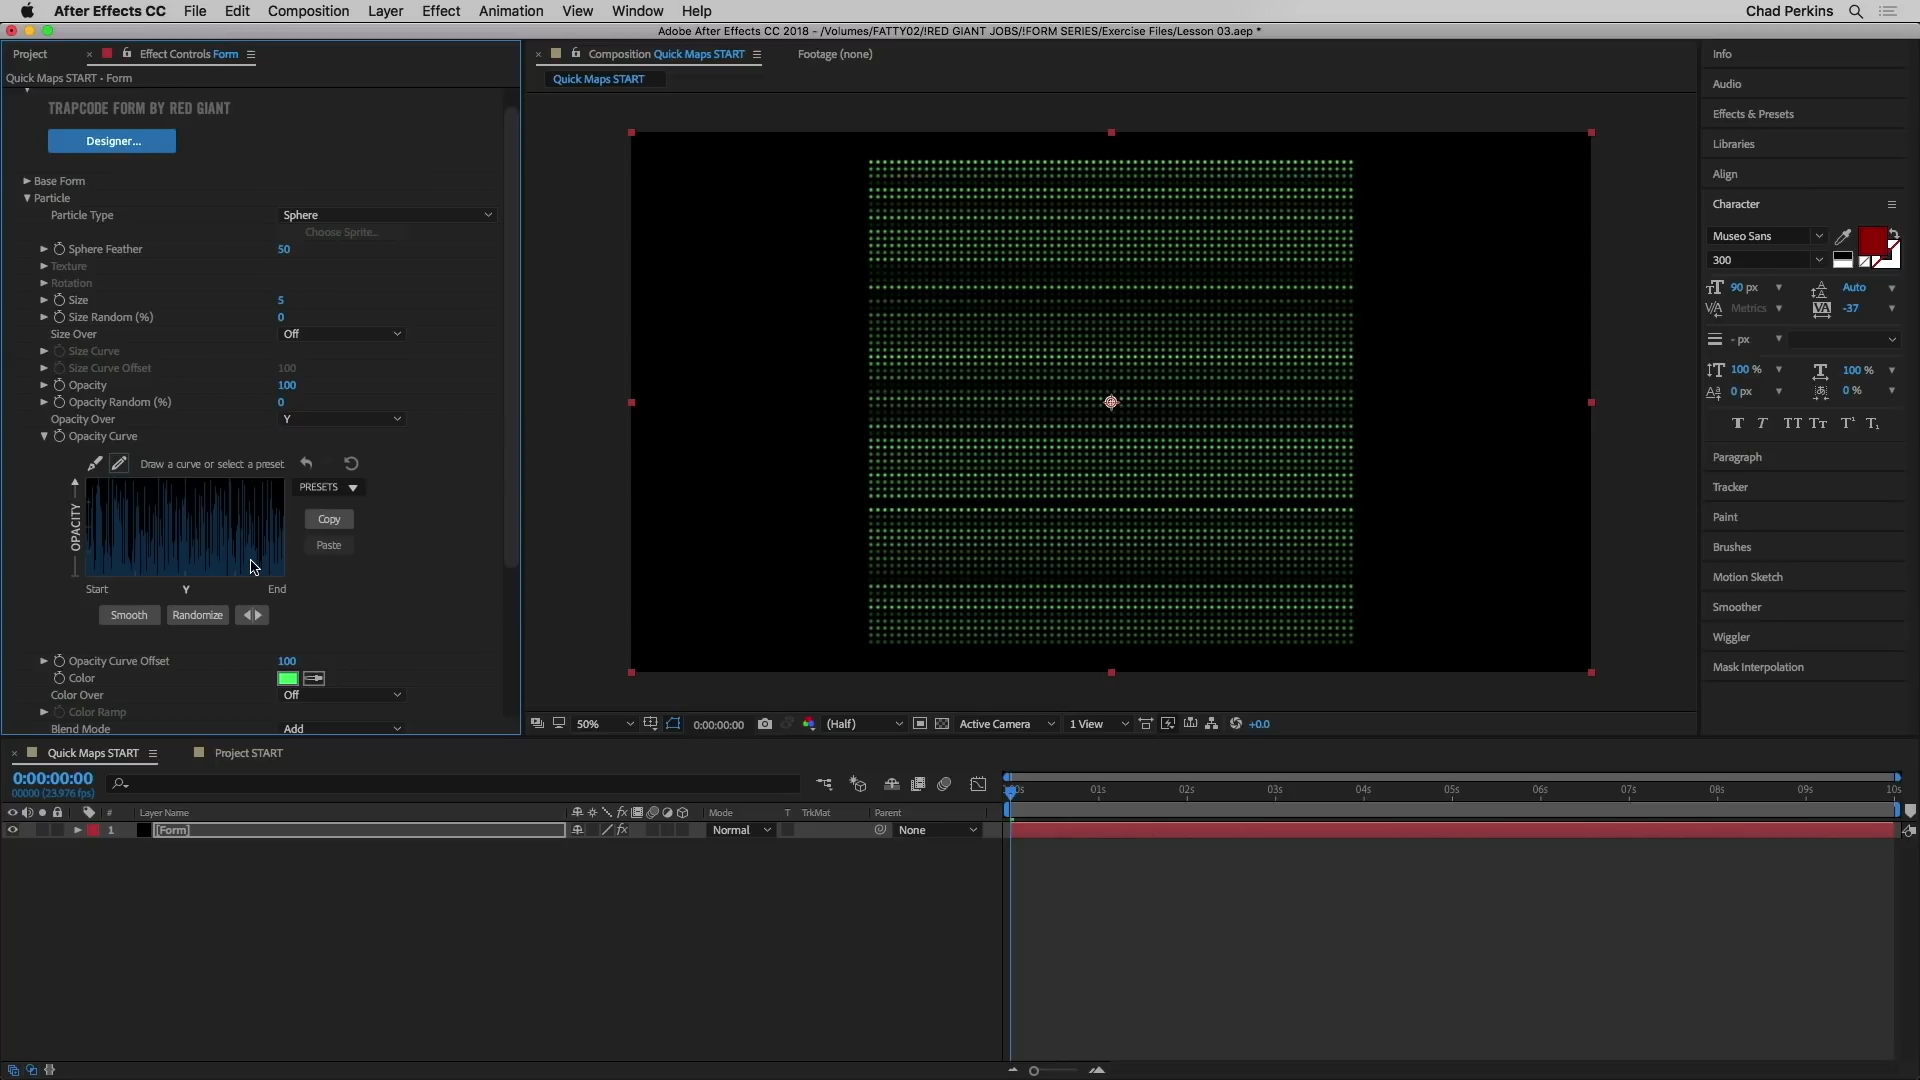 After Effects CC File Edit Composition Layer Effect Animation View Window Help Chad Perkins
Adobe After Effects CC 2018 - /Volumes/FATTY02/!RED GIANT JOBS/!FORM SERIES/Exercise Files/Lesson 03.aep *
Project × Effect Controls Form
Quick Maps START - Form
TRAPCODE FORM BY RED GIANT
Designer...
Base Form
Particle
Particle Type Sphere
Choose Sprite...
Sphere Feather 50
Texture
Rotation
Size 5
Size Random (%) 0
Size Over Off
Size Curve
Size Curve Offset 100
Opacity 100
Opacity Random (%) 0
Opacity Over Y
Opacity Curve
Draw a curve or select a preset
PRESETS
OPACITY
Copy
Paste
Start Y End
Smooth Randomize
Opacity Curve Offset 100
Color
Color Over Off
Color Ramp
Blend Mode Add
× Composition Quick Maps START Footage (none)
Quick Maps START
50% 0:00:00:00 (Half) Active Camera 1 View +0.0
Info
Audio
Effects & Presets
Libraries
Align
Character
Museo Sans
300
90 px Auto
Metrics -37
- px
100 % 100 %
0 px 0 %
T T TT Tт T¹ T₁
Paragraph
Tracker
Paint
Brushes
Motion Sketch
Smoother
Wiggler
Mask Interpolation
× Quick Maps START Project START
0:00:00:00
00000 (23.976 fps)
01s 02s 03s 04s 05s 06s 07s 08s 09s 10s
# Layer Name Mode T TrkMat Parent
1 [Form] Normal None